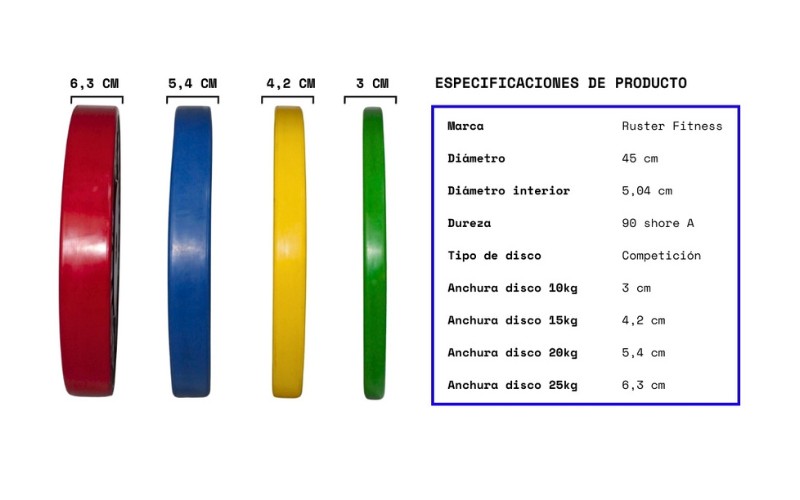 6,3 CM 5,4 CM 4,2 CM 3 CM
ESPECIFICACIONES DE PRODUCTO
Marca Ruster Fitness
Diámetro 45 cm
Diámetro interior 5,04 cm
Dureza 90 shore A
Tipo de disco Competición
Anchura disco 10kg 3 cm
Anchura disco 15kg 4,2 cm
Anchura disco 20kg 5,4 cm
Anchura disco 25kg 6,3 cm